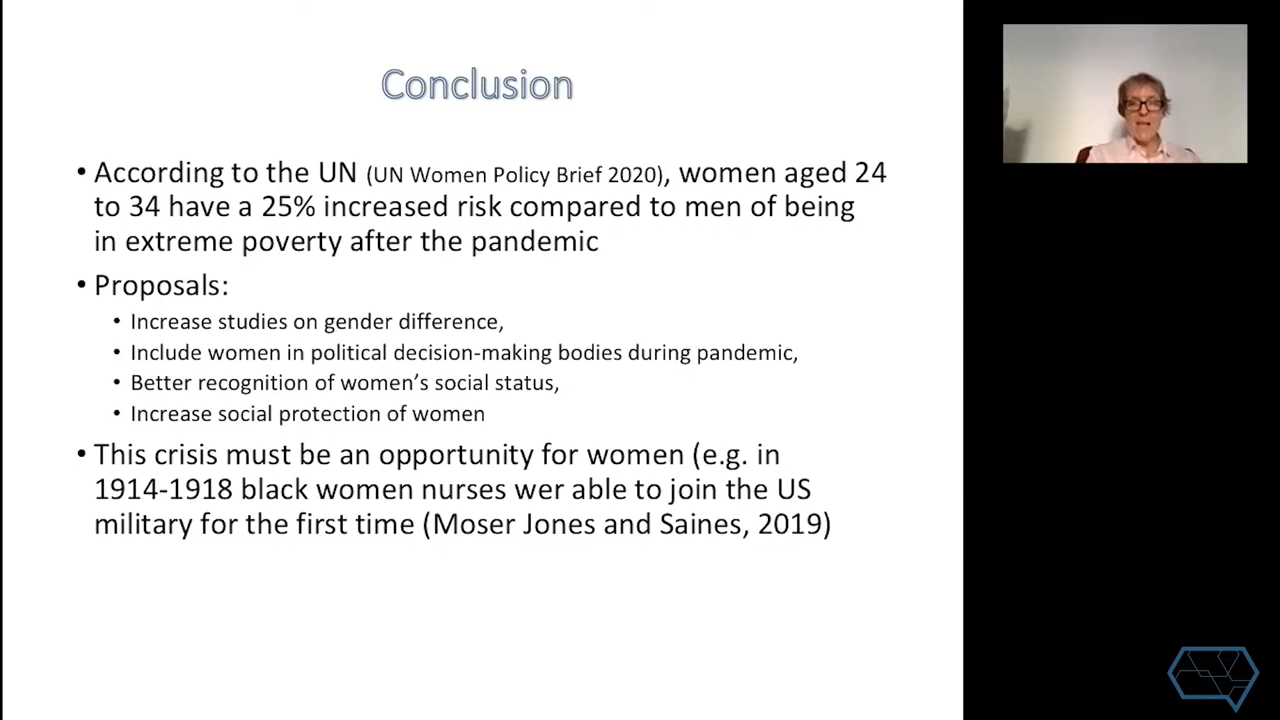 Conclusion
• According to the UN (UN Women Policy Brief 2020), women aged 24
to 34 have a 25% increased risk compared to men of being
in extreme poverty after the pandemic
• Proposals:
• Increase studies on gender difference,
• Include women in political decision-making bodies during pandemic,
• Better recognition of women's social status,
• Increase social protection of women
• This crisis must be an opportunity for women (e.g. in
1914-1918 black women nurses wer able to join the US
military for the first time (Moser Jones and Saines, 2019)